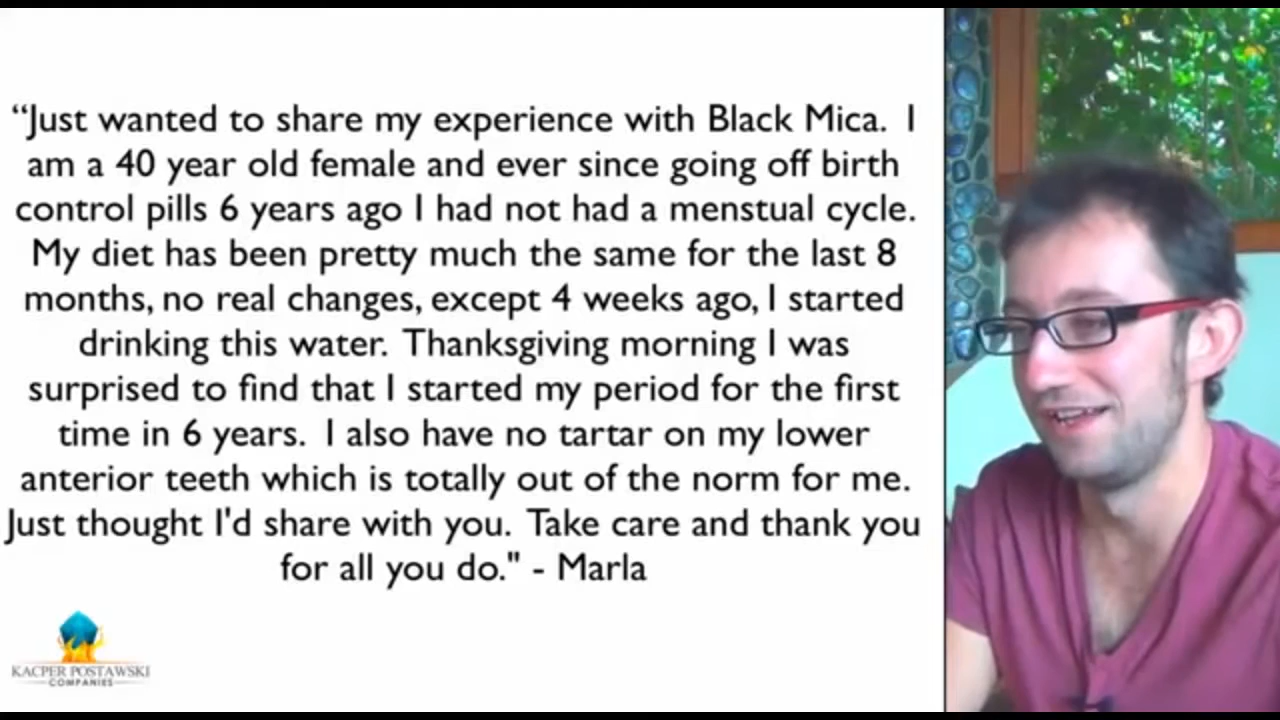 “Just wanted to share my experience with Black Mica. I
am a 40 year old female and ever since going off birth
control pills 6 years ago I had not had a menstual cycle.
My diet has been pretty much the same for the last 8
months, no real changes, except 4 weeks ago, I started
drinking this water. Thanksgiving morning I was
surprised to find that I started my period for the first
time in 6 years. I also have no tartar on my lower
anterior teeth which is totally out of the norm for me.
Just thought I'd share with you. Take care and thank you
for all you do." - Marla
KACPER POSTAWSKI
COMPANIES